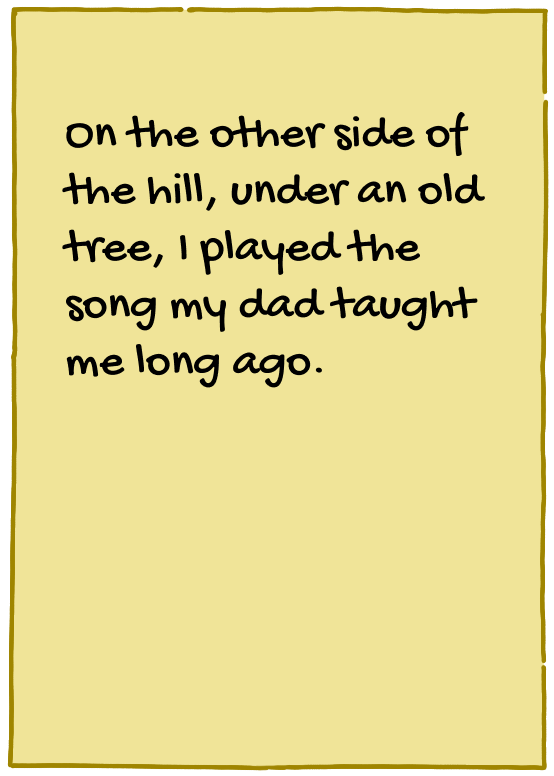 On the other side of
the hill, under an old
tree, I played the
song my dad taught
me long ago.